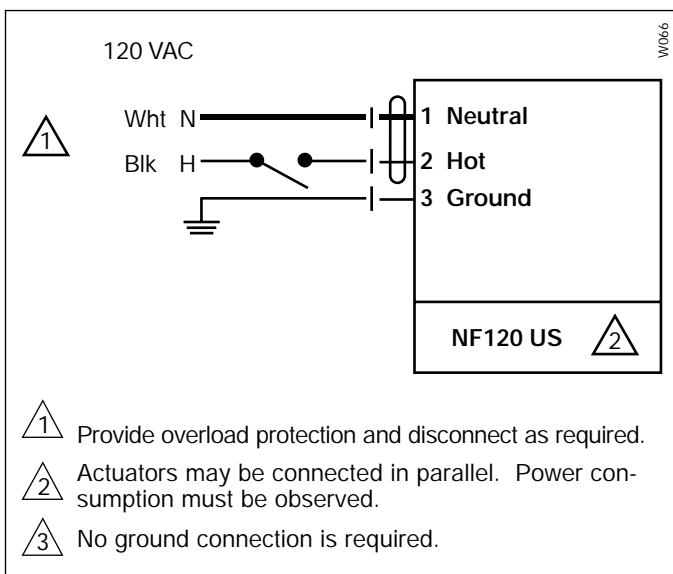 W066
120 VAC
1
Wht N
Blk H
1 Neutral
2 Hot
3 Ground
NF120 US 2
1 Provide overload protection and disconnect as required.
2 Actuators may be connected in parallel. Power con-
sumption must be observed.
3 No ground connection is required.